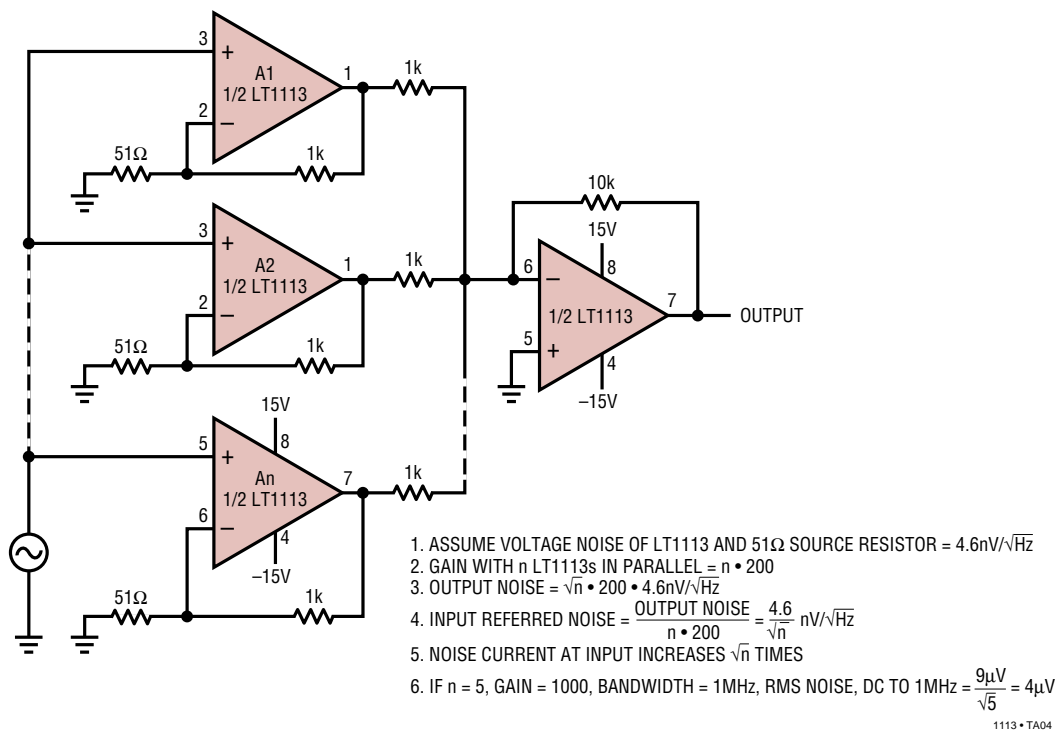 3
+
A1
1/2 LT1113
1
1k
2
–
51Ω
1k
3
+
A2
1/2 LT1113
1
1k
2
–
51Ω
1k
10k
15V
8
6
–
1/2 LT1113
7
OUTPUT
5
+
4
–15V
15V
8
5
+
An
1/2 LT1113
7
1k
6
–
4
–15V
51Ω
1k
1. ASSUME VOLTAGE NOISE OF LT1113 AND 51Ω SOURCE RESISTOR = 4.6nV/√Hz
2. GAIN WITH n LT1113s IN PARALLEL = n • 200
3. OUTPUT NOISE = √n • 200 • 4.6nV/√Hz
4. INPUT REFERRED NOISE = OUTPUT NOISE / n • 200 = 4.6 / √n nV/√Hz
5. NOISE CURRENT AT INPUT INCREASES √n TIMES
6. IF n = 5, GAIN = 1000, BANDWIDTH = 1MHz, RMS NOISE, DC TO 1MHz = 9µV / √5 = 4µV
1113 • TA04